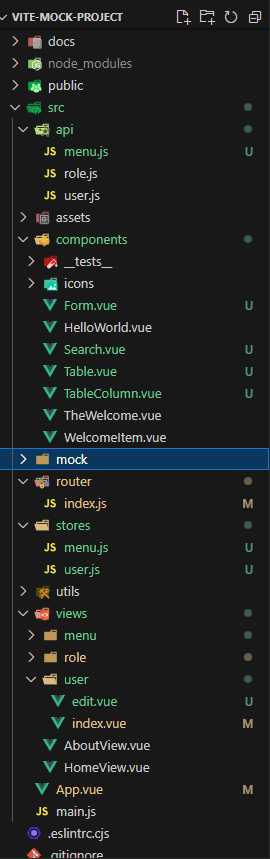 VITE-MOCK-PROJECT
docs
node_modules
public
src
api
JS menu.js U
JS role.js
JS user.js
assets
components
__tests__
icons
Form.vue U
HelloWorld.vue
Search.vue U
Table.vue U
TableColumn.vue U
TheWelcome.vue
WelcomeItem.vue
mock
router
JS index.js M
stores
JS menu.js U
JS user.js U
utils
views
menu
role
user
edit.vue U
index.vue M
AboutView.vue
HomeView.vue
App.vue M
JS main.js
.eslintrc.cjs
.gitignore